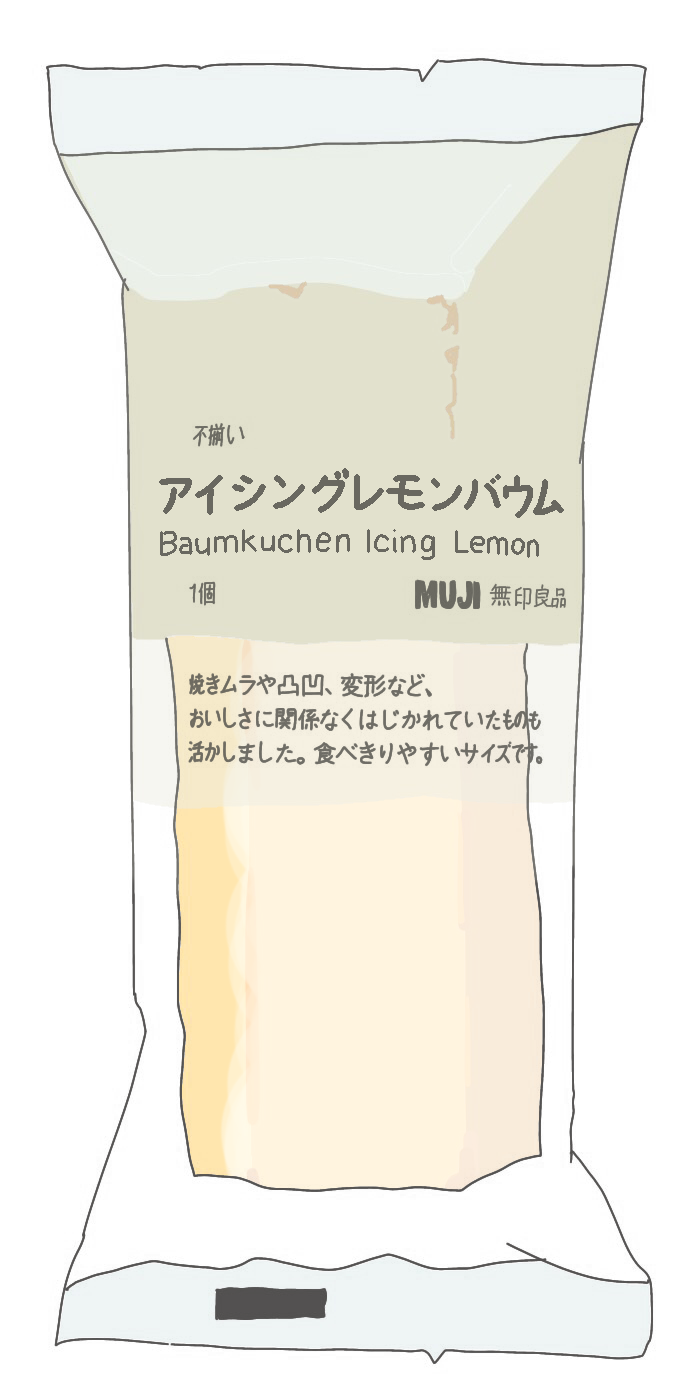 不揃い
アイシングレモンバウム
Baumkuchen Icing Lemon
1個
MUJI 無印良品
焼きムラや凸凹、変形など、
おいしさに関係なくはじかれていたものも
活かしました。食べきりやすいサイズです。